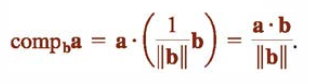 comp_b a = a · (1/‖b‖ b) = a · b/‖b‖.